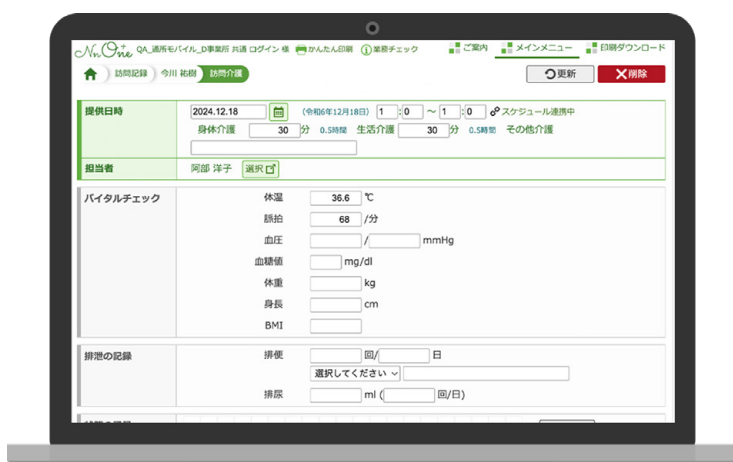 NnOne QA_通所モバイル_D事業所 共通 ログイン 様 かんたん印刷 業務チェック ご案内 メインメニュー 印刷ダウンロード
訪問記録 今川 祐樹 訪問介護 更新 削除
提供日時 2024.12.18 (令和6年12月18日) 1 : 0 ～ 1 : 0 スケジュール連携中
身体介護 30 分 0.5時間 生活介護 30 分 0.5時間 その他介護
担当者 阿部 洋子 選択
バイタルチェック 体温 36.6 ℃
脈拍 68 /分
血圧 / mmHg
血糖値 mg/dl
体重 kg
身長 cm
BMI
排泄の記録 排便 回/ 日
選択してください
排尿 ml ( 回/日)